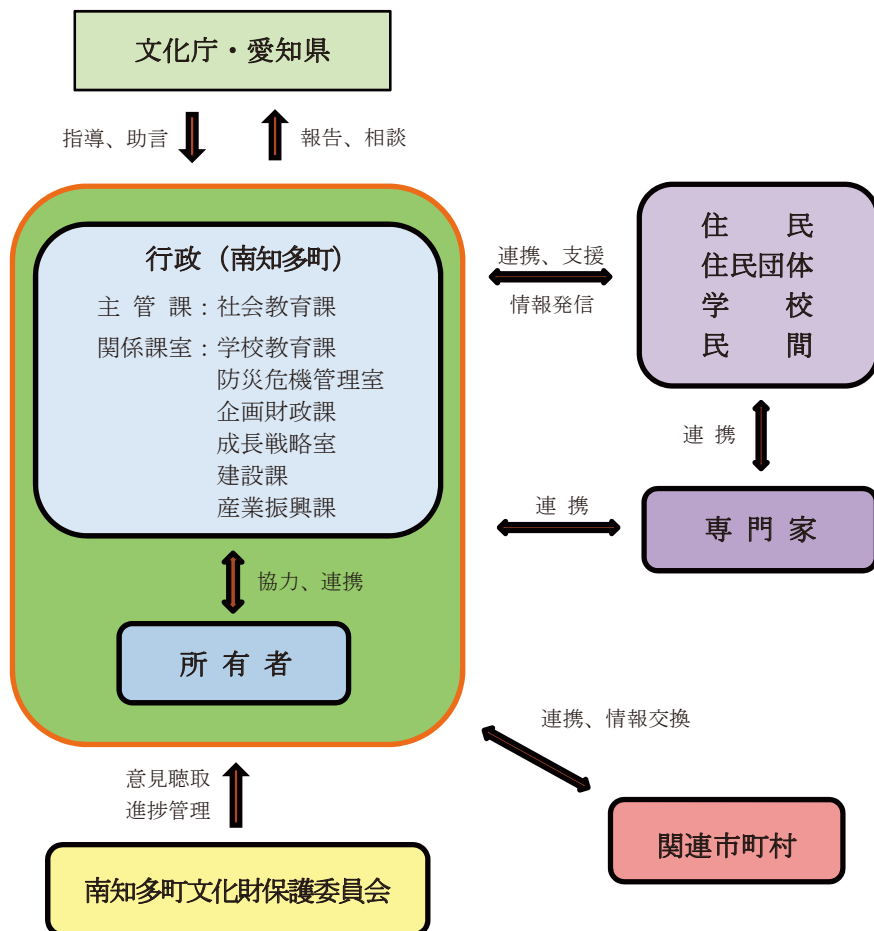 文化庁・愛知県
指導、助言
報告、相談
行政（南知多町）
主管課：社会教育課
関係課室：学校教育課
防災危機管理室
企画財政課
成長戦略室
建設課
産業振興課
協力、連携
所有者
連携、支援
情報発信
住民
住民団体
学校
民間
連携
連携
専門家
連携、情報交換
関連市町村
意見聴取
進捗管理
南知多町文化財保護委員会